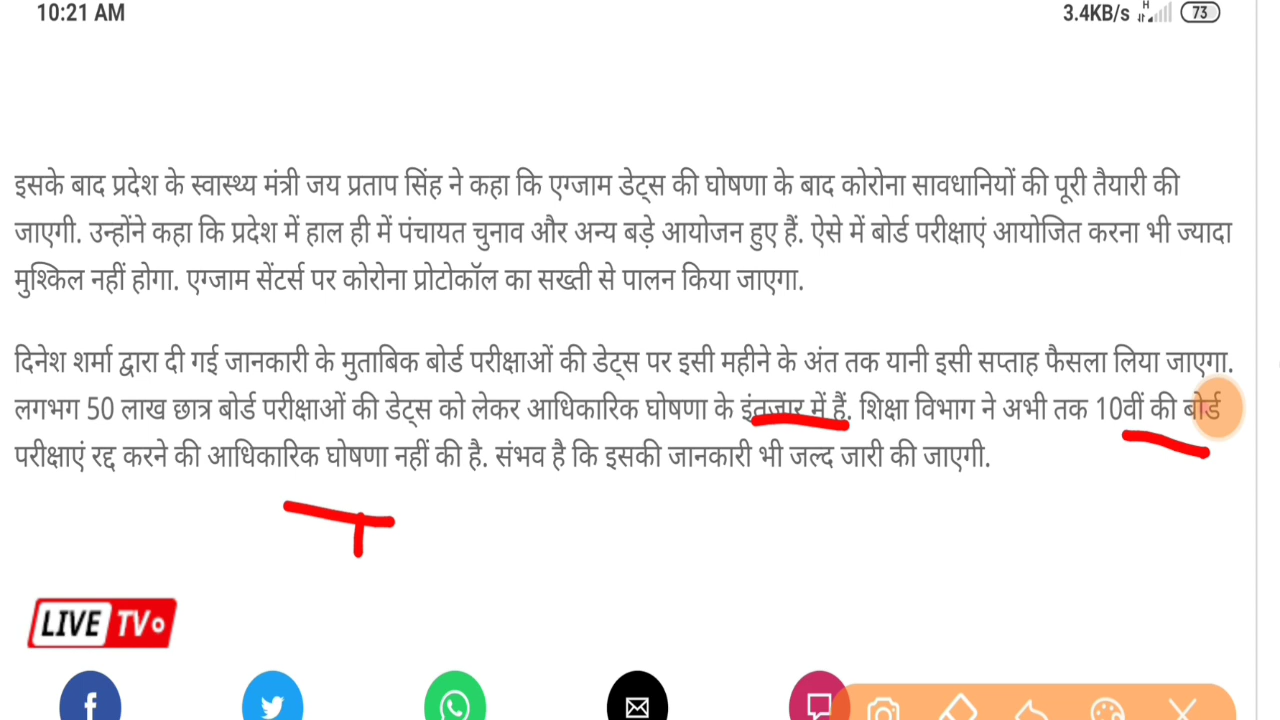 10:21 AM
3.4KB/s H 73
इसके बाद प्रदेश के स्वास्थ्य मंत्री जय प्रताप सिंह ने कहा कि एग्जाम डेट्स की घोषणा के बाद कोरोना सावधानियों की पूरी तैयारी की
जाएगी. उन्होंने कहा कि प्रदेश में हाल ही में पंचायत चुनाव और अन्य बड़े आयोजन हुए हैं. ऐसे में बोर्ड परीक्षाएं आयोजित करना भी ज्यादा
मुश्किल नहीं होगा. एग्जाम सेंटर्स पर कोरोना प्रोटोकॉल का सख्ती से पालन किया जाएगा.
दिनेश शर्मा द्वारा दी गई जानकारी के मुताबिक बोर्ड परीक्षाओं की डेट्स पर इसी महीने के अंत तक यानी इसी सप्ताह फैसला लिया जाएगा.
लगभग 50 लाख छात्र बोर्ड परीक्षाओं की डेट्स को लेकर आधिकारिक घोषणा के इंतजार में हैं. शिक्षा विभाग ने अभी तक 10वीं की बोर्ड
परीक्षाएं रद्द करने की आधिकारिक घोषणा नहीं की है. संभव है कि इसकी जानकारी भी जल्द जारी की जाएगी.
LIVE TV